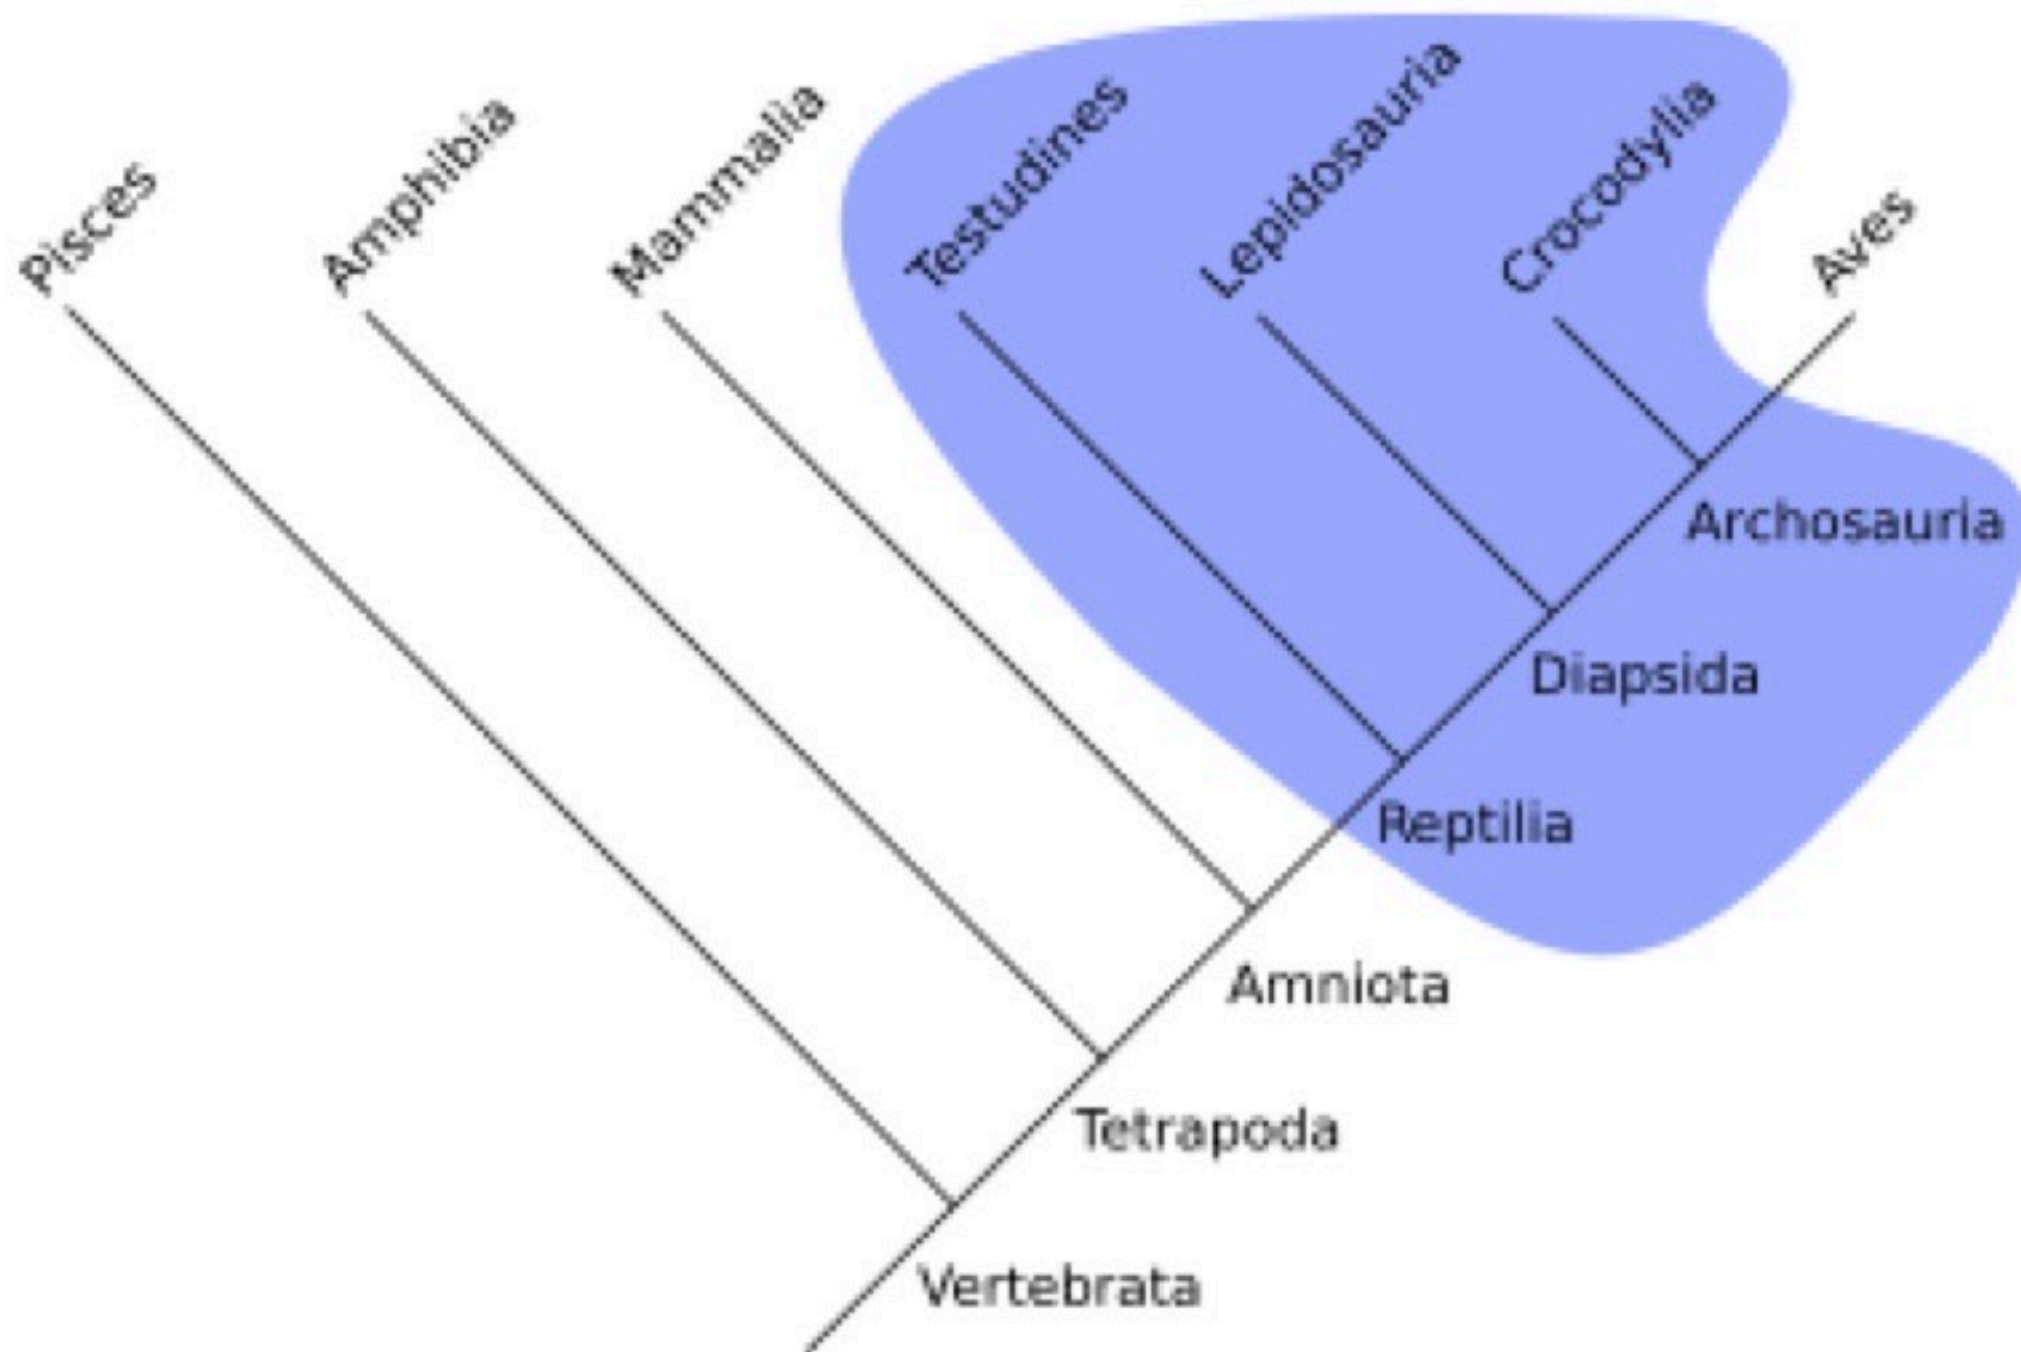 Pisces
Amphibia
Mammalia
Testudines
Lepidosauria
Crocodylia
Aves
Archosauria
Diapsida
Reptilia
Amniota
Tetrapoda
Vertebrata